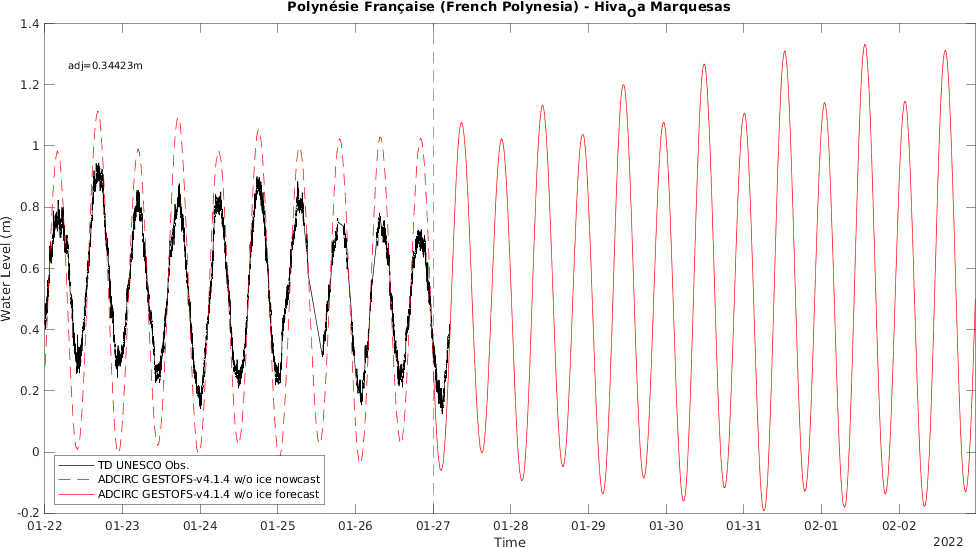 Polynésie Française (French Polynesia) - Hiva_Oa Marquesas
adj=0.34423m
1.4
1.2
1
0.8
0.6
0.4
0.2
0
-0.2
Water Level (m)
TD UNESCO Obs.
ADCIRC GESTOFS-v4.1.4 w/o ice nowcast
ADCIRC GESTOFS-v4.1.4 w/o ice forecast
01-22 01-23 01-24 01-25 01-26 01-27 01-28 01-29 01-30 01-31 02-01 02-02
Time
2022